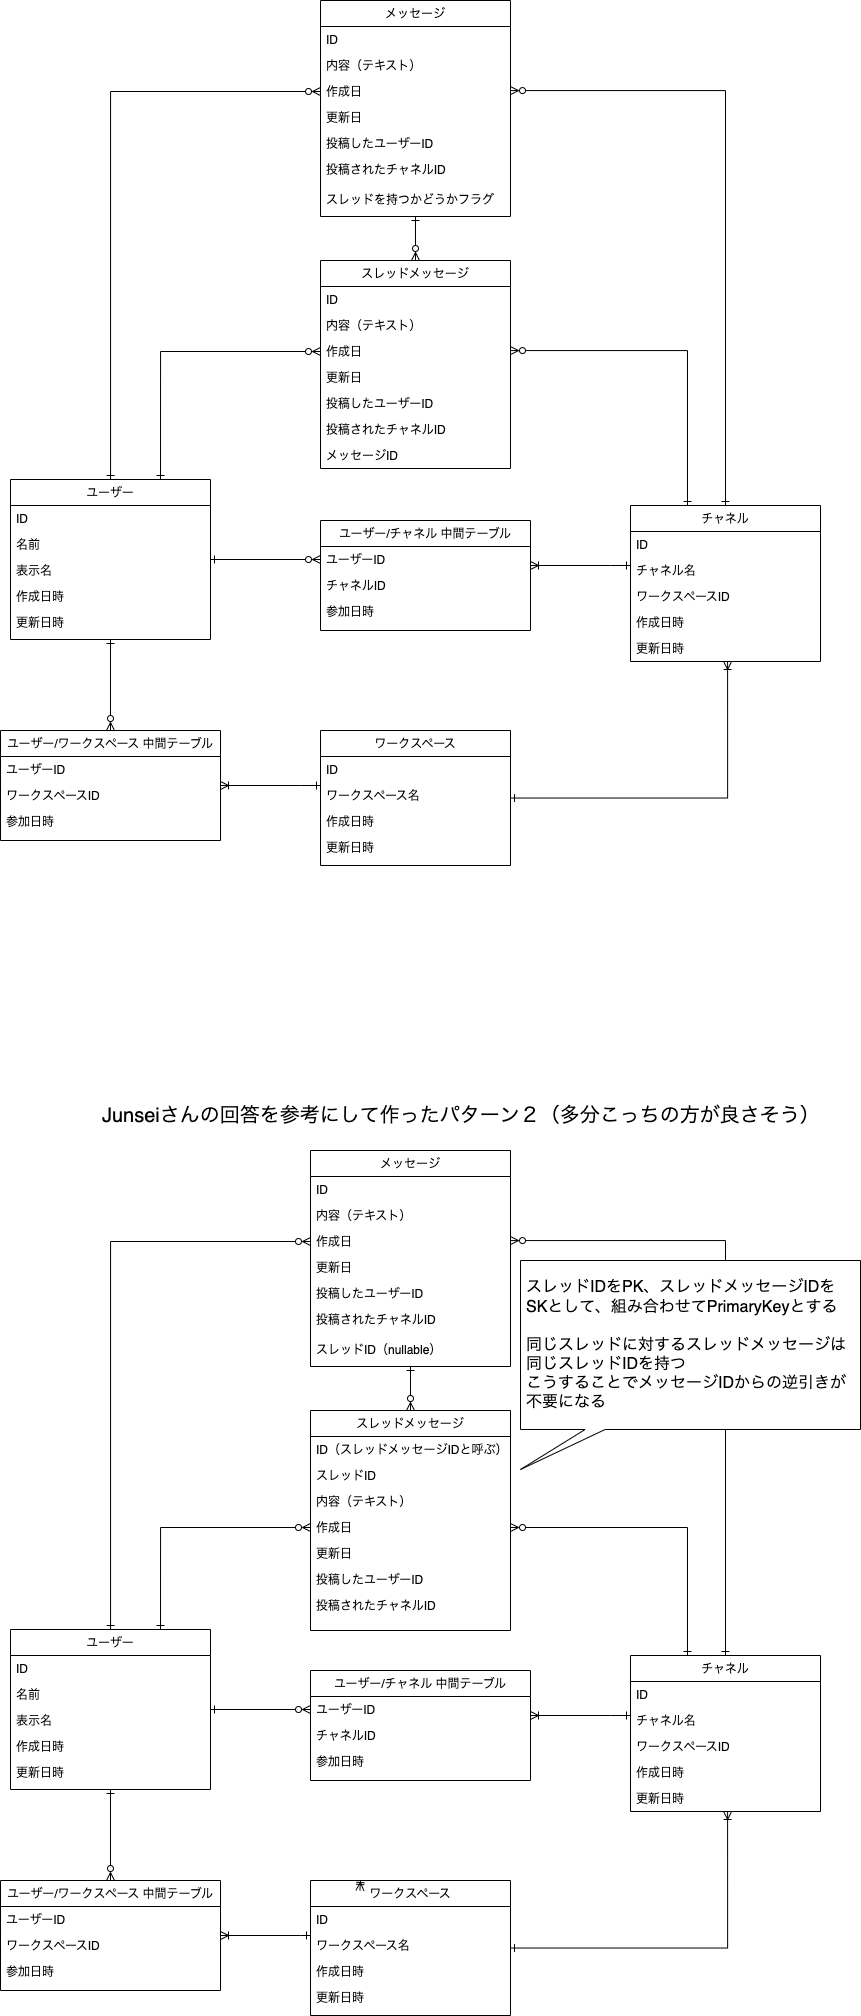 メッセージ
ID
内容（テキスト）
作成日
更新日
投稿したユーザーID
投稿されたチャネルID
スレッドを持つかどうかフラグ
スレッドメッセージ
ID
内容（テキスト）
作成日
更新日
投稿したユーザーID
投稿されたチャネルID
メッセージID
ユーザー
ID
名前
表示名
作成日時
更新日時
ユーザー/チャネル 中間テーブル
ユーザーID
チャネルID
参加日時
チャネル
ID
チャネル名
ワークスペースID
作成日時
更新日時
ユーザー/ワークスペース 中間テーブル
ユーザーID
ワークスペースID
参加日時
ワークスペース
ID
ワークスペース名
作成日時
更新日時
Junseiさんの回答を参考にして作ったパターン２（多分こっちの方が良さそう）
メッセージ
ID
内容（テキスト）
作成日
更新日
投稿したユーザーID
投稿されたチャネルID
スレッドID（nullable）
スレッドIDをPK、スレッドメッセージIDを
SKとして、組み合わせてPrimaryKeyとする
同じスレッドに対するスレッドメッセージは
同じスレッドIDを持つ
こうすることでメッセージIDからの逆引きが
不要になる
スレッドメッセージ
ID（スレッドメッセージIDと呼ぶ）
スレッドID
内容（テキスト）
作成日
更新日
投稿したユーザーID
投稿されたチャネルID
ユーザー
ID
名前
表示名
作成日時
更新日時
ユーザー/チャネル 中間テーブル
ユーザーID
チャネルID
参加日時
チャネル
ID
チャネル名
ワークスペースID
作成日時
更新日時
ユーザー/ワークスペース 中間テーブル
ユーザーID
ワークスペースID
参加日時
ワークスペース
ID
ワークスペース名
作成日時
更新日時